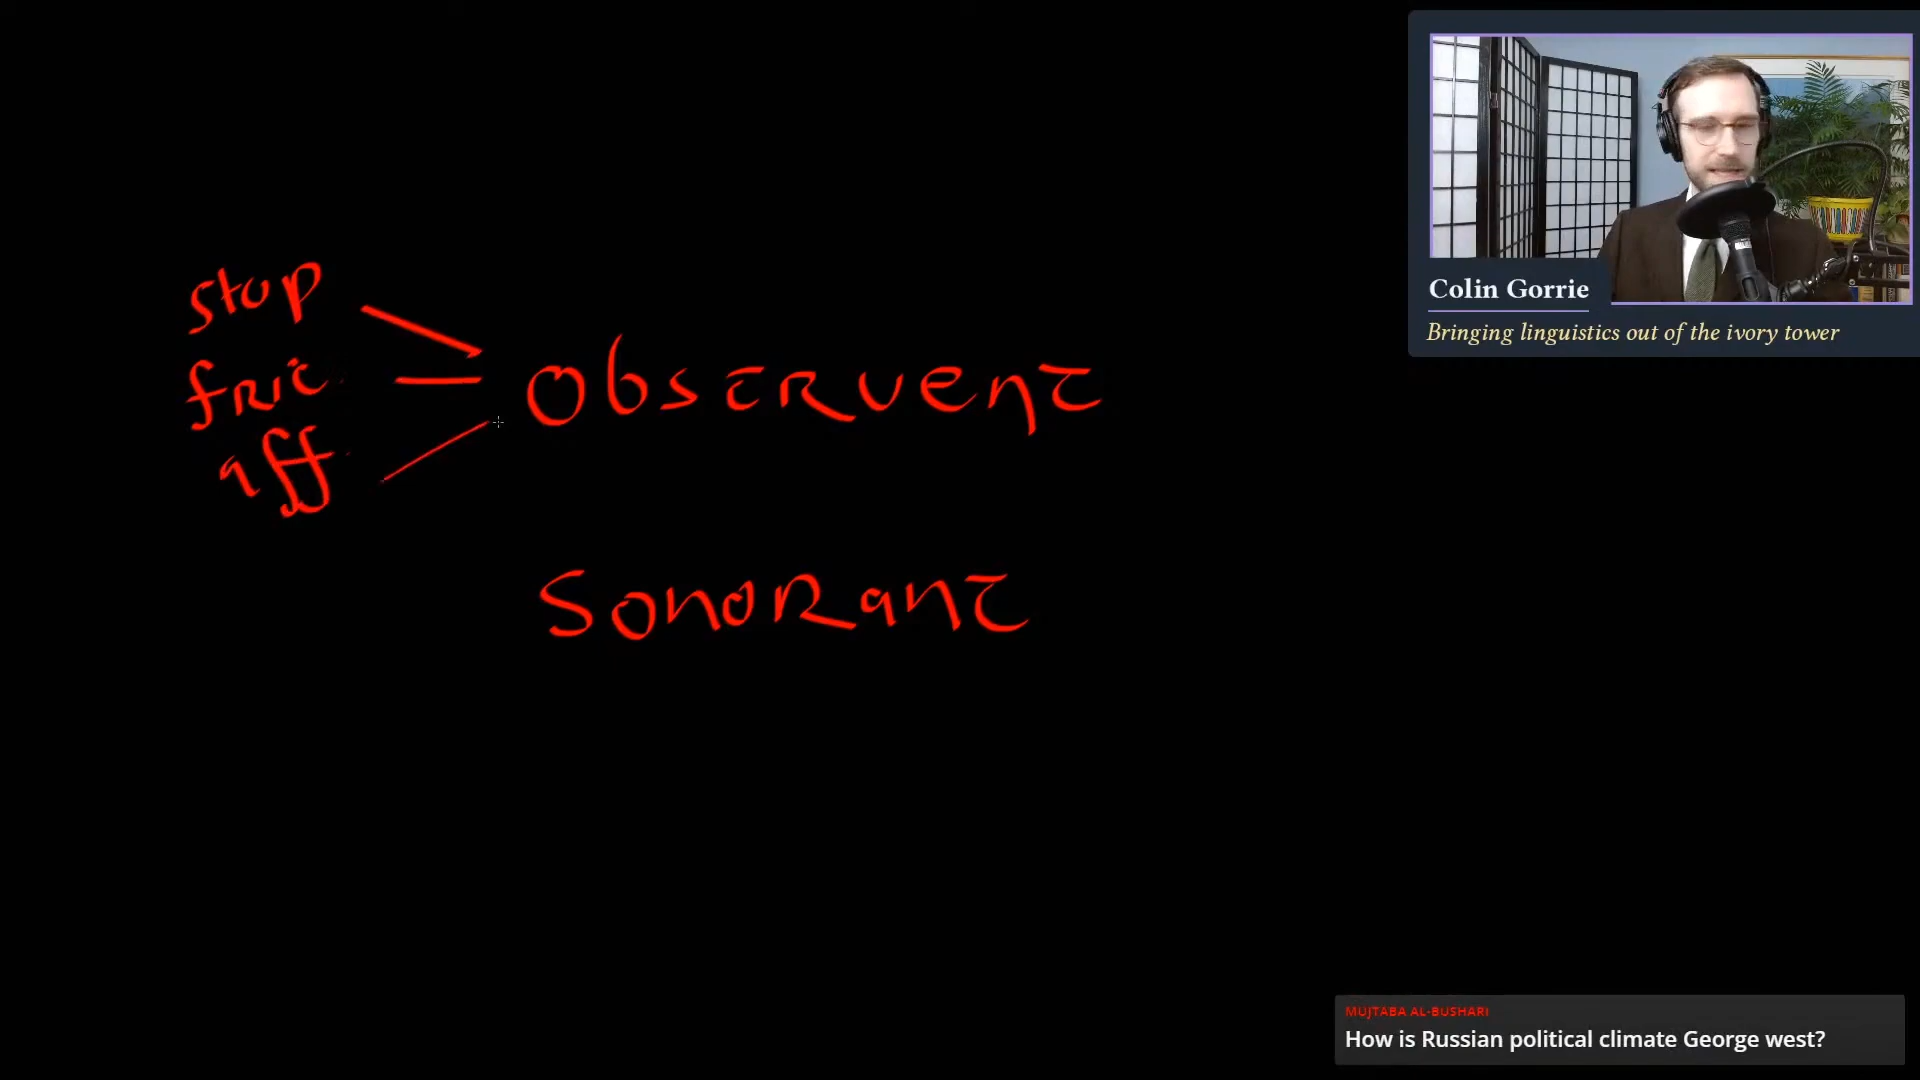 stop
fric.
aff.
Obstruent
Sonorant
Colin Gorrie
Bringing linguistics out of the ivory tower
MUJTABA AL-BUSHARI
How is Russian political climate George west?